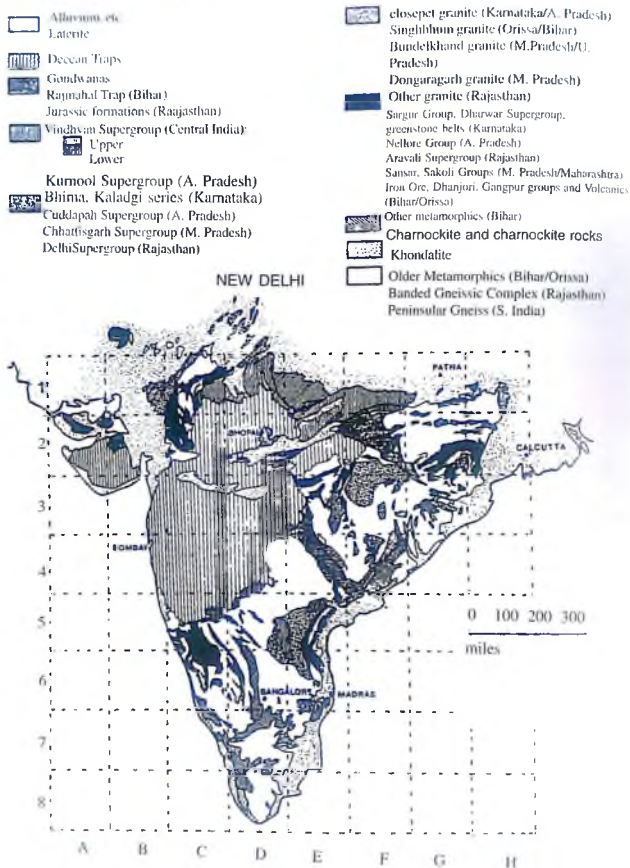 Alluvium, etc
Laterite
Deccan Traps
Gondwanas
Rajmahal Trap (Bihar)
Jurassic formations (Raajasthan)
Vindhyan Supergroup (Central India):
Upper
Lower
Kurnool Supergroup (A. Pradesh)
Bhima, Kaladgi series (Karnataka)
Cuddapah Supergroup (A. Pradesh)
Chhattisgarh Supergroup (M. Pradesh)
DelhiSupergroup (Rajasthan)
closepet granite (Karnataka/A. Pradesh)
Singhbhum granite (Orissa/Bihar)
Bundelkhand granite (M.Pradesh/U.
Pradesh)
Dongaragarh granite (M. Pradesh)
Other granite (Rajasthan)
Sargur Group, Dharwar Supergroup,
greenstone belts (Karnataka)
Nellore Group (A. Pradesh)
Aravali Supergroup (Rajasthan)
Sausar, Sakoli Groups (M. Pradesh/Maharashtra)
Iron Ore, Dhanjori, Gangpur groups and Volcanics
(Bihar/Orissa)
Other metamorphics (Bihar)
Charnockite and charnockite rocks
Khondalite
Older Metamorphics (Bihar/Orissa)
Banded Gneissic Complex (Rajasthan)
Peninsular Gneiss (S. India)
NEW DELHI
PATNA
1
BHOPAL
2
CALCUTTA
3
BOMBAY
4
0 100 200 300
miles
5
BANGALORE
MADRAS
6
7
8
A B C D E F G H